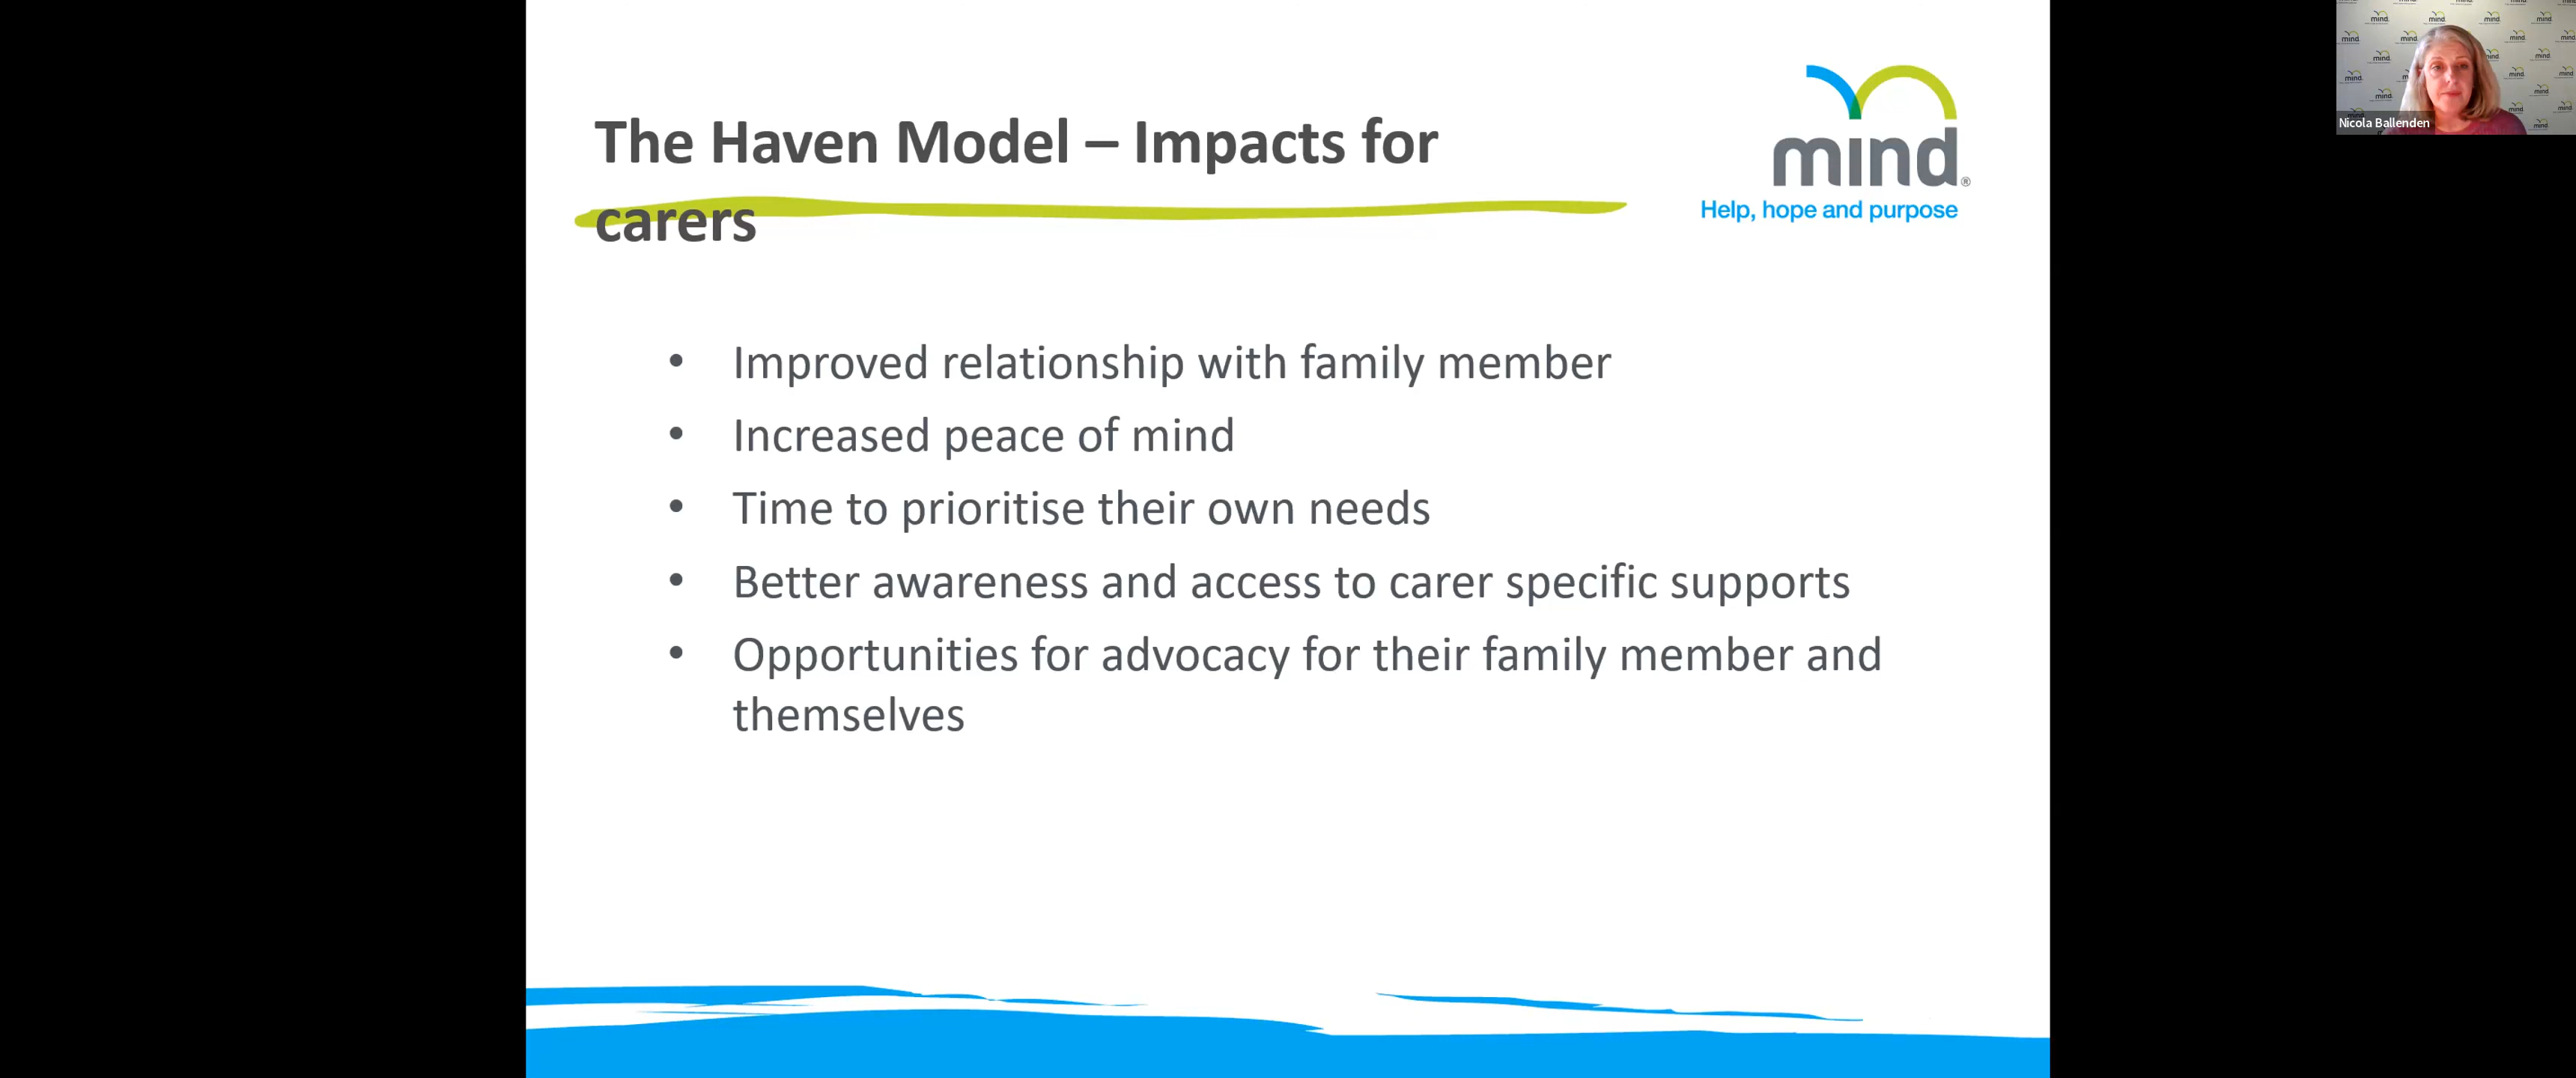 The Haven Model – Impacts for
carers
mind®
Help, hope and purpose
Nicola Ballenden
• Improved relationship with family member
• Increased peace of mind
• Time to prioritise their own needs
• Better awareness and access to carer specific supports
• Opportunities for advocacy for their family member and
themselves